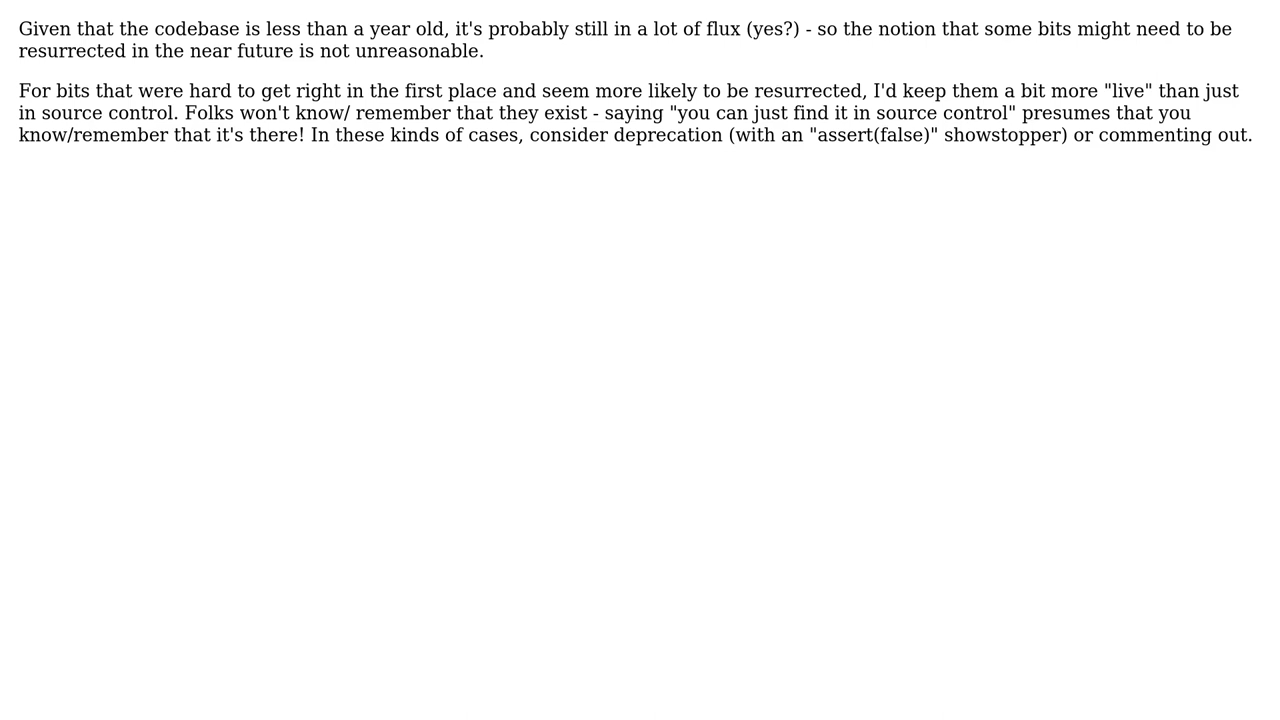 Given that the codebase is less than a year old, it's probably still in a lot of flux (yes?) - so the notion that some bits might need to be
resurrected in the near future is not unreasonable.
For bits that were hard to get right in the first place and seem more likely to be resurrected, I'd keep them a bit more "live" than just
in source control. Folks won't know/ remember that they exist - saying "you can just find it in source control" presumes that you
know/remember that it's there! In these kinds of cases, consider deprecation (with an "assert(false)" showstopper) or commenting out.